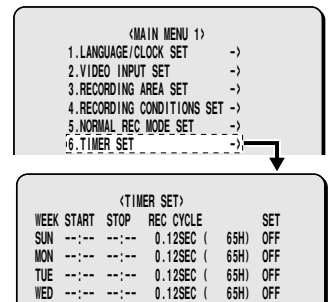 <MAIN MENU 1>
1.LANGUAGE/CLOCK SET ->
2.VIDEO INPUT SET ->
3.RECORDING AREA SET ->
4.RECORDING CONDITIONS SET ->
5.NORMAL REC MODE SET ->
6.TIMER SET ->
<TIMER SET>
WEEK START STOP REC CYCLE SET
SUN --:-- --:-- 0.12SEC ( 65H) OFF
MON --:-- --:-- 0.12SEC ( 65H) OFF
TUE --:-- --:-- 0.12SEC ( 65H) OFF
WED --:-- --:-- 0.12SEC ( 65H) OFF